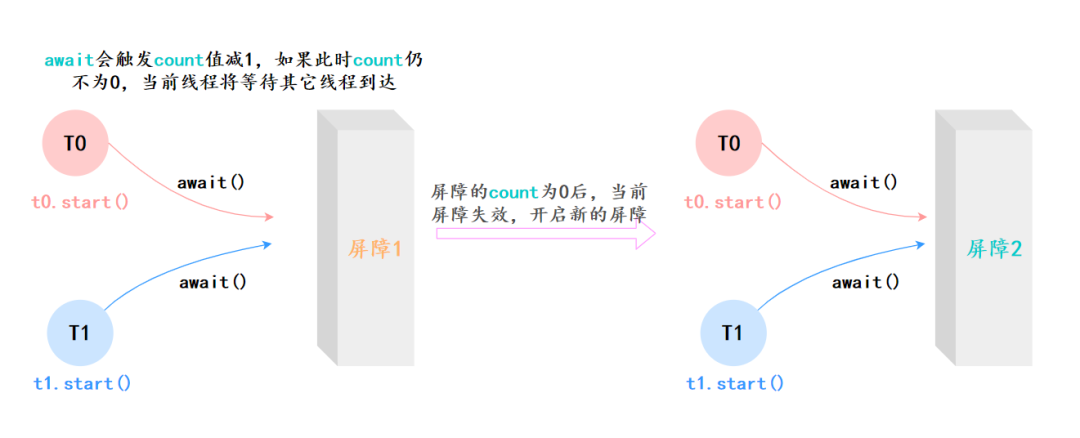 await会触发count值减1，如果此时count仍
不为0，当前线程将等待其它线程到达
T0
await()
t0.start()
屏障1
await()
T1
t1.start()
屏障的count为0后，当前
屏障失效，开启新的屏障
T0
await()
t0.start()
屏障2
await()
T1
t1.start()